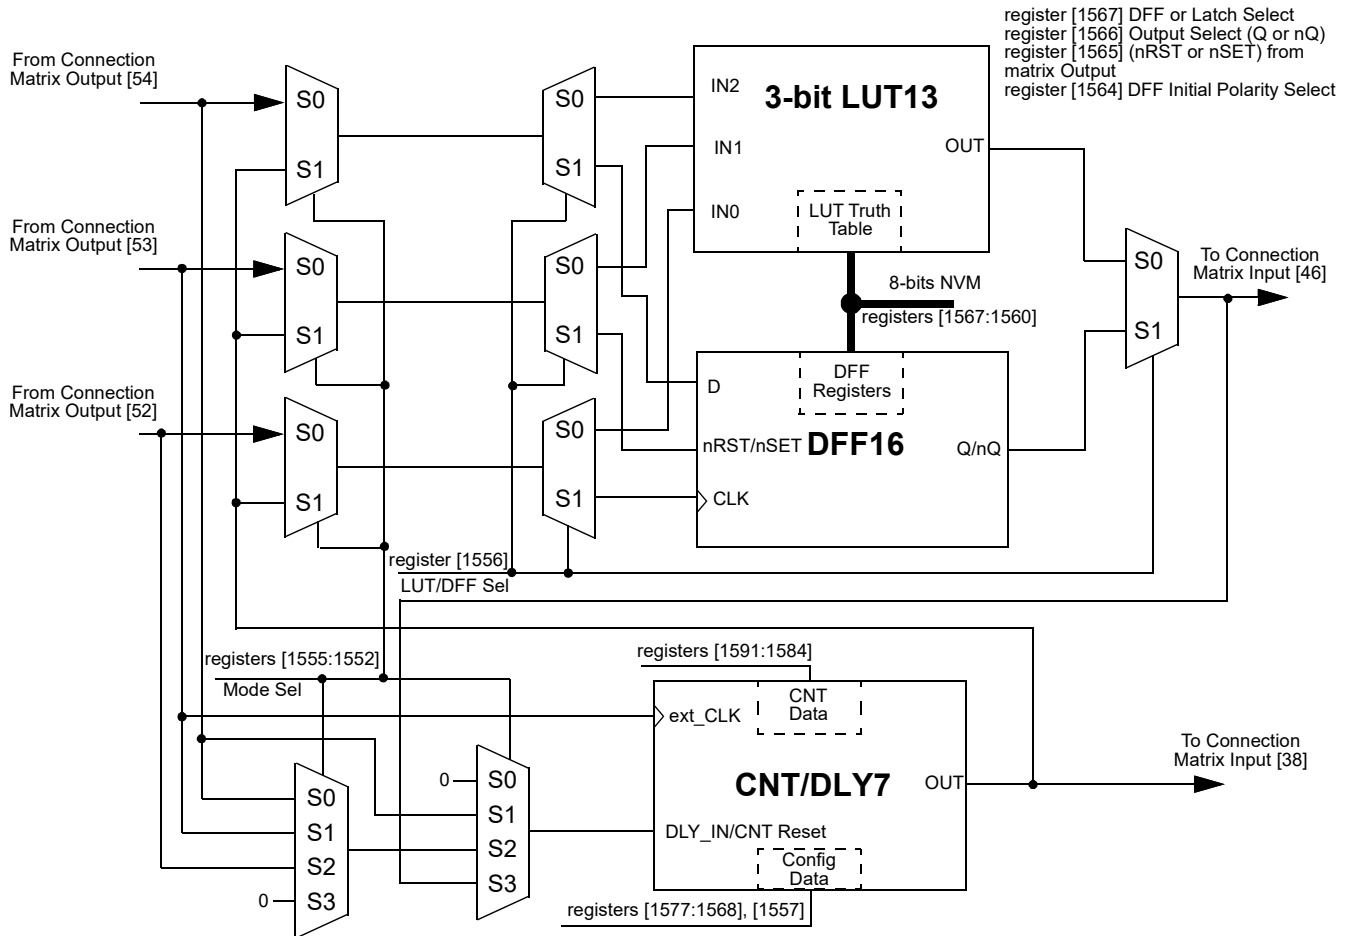 register [1567] DFF or Latch Select
register [1566] Output Select (Q or nQ)
register [1565] (nRST or nSET) from
matrix Output
register [1564] DFF Initial Polarity Select
From Connection
Matrix Output [54]
S0
S1
S0
S1
IN2
3-bit LUT13
IN1
OUT
IN0
LUT Truth
Table
From Connection
Matrix Output [53]
S0
S1
S0
S1
8-bits NVM
registers [1567:1560]
S0
S1
To Connection
Matrix Input [46]
From Connection
Matrix Output [52]
S0
S1
S0
S1
D
DFF
Registers
nRST/nSET
DFF16
Q/nQ
CLK
register [1556]
LUT/DFF Sel
registers [1555:1552]
Mode Sel
registers [1591:1584]
CNT
Data
ext_CLK
CNT/DLY7
OUT
To Connection
Matrix Input [38]
DLY_IN/CNT Reset
Config
Data
registers [1577:1568], [1557]
0
S0
S1
S2
S3
S0
S1
S2
0
S3